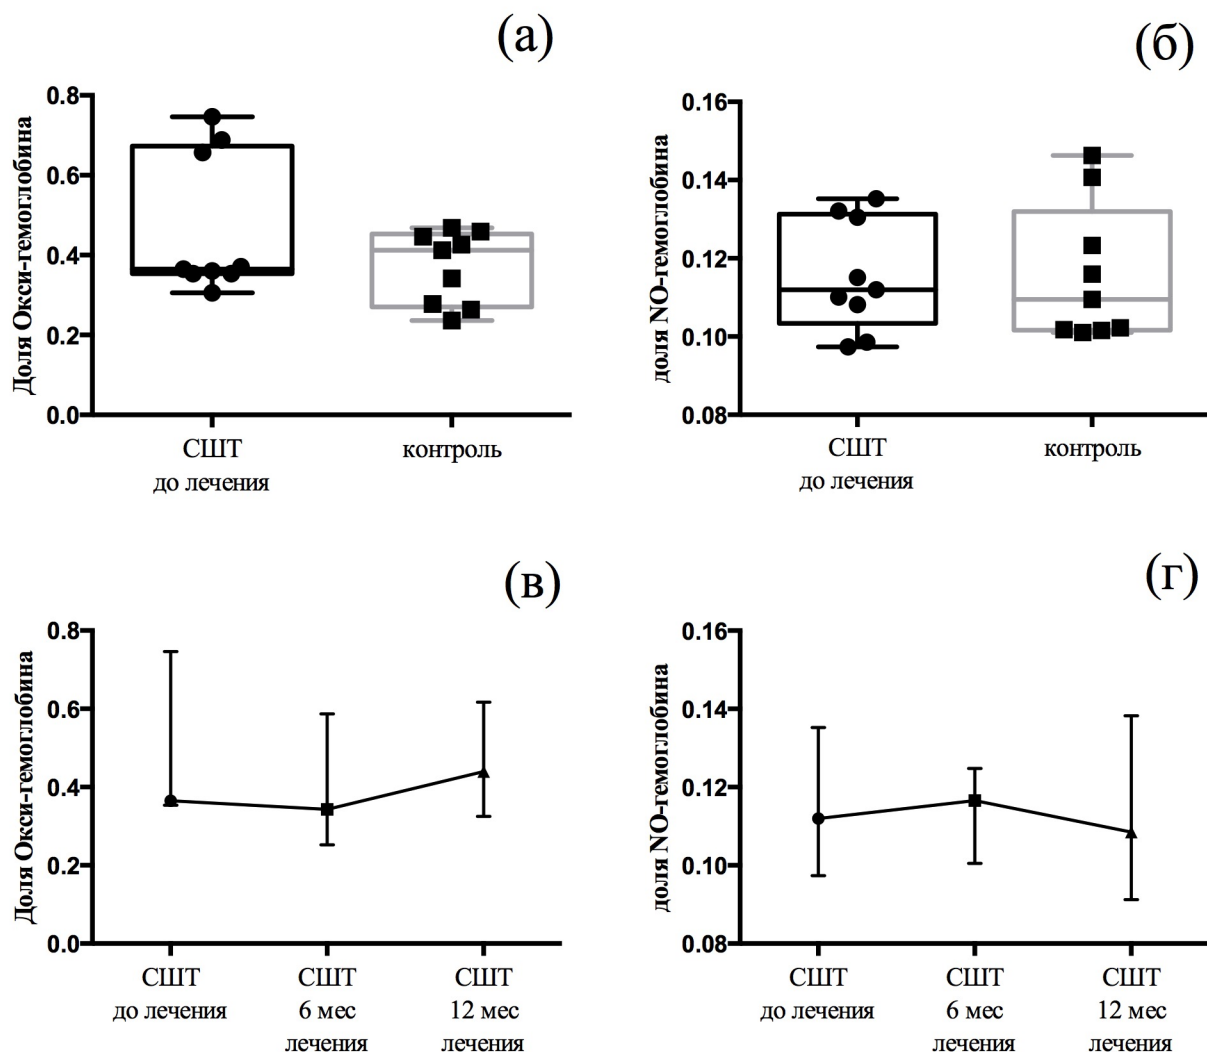 (а)
Доля Окси-гемоглобина
0.8
0.6
0.4
0.2
0.0
СШТ
до лечения
контроль
(б)
доля NO-гемоглобина
0.16
0.14
0.12
0.10
0.08
СШТ
до лечения
контроль
(в)
Доля Окси-гемоглобина
0.8
0.6
0.4
0.2
0.0
СШТ
до лечения
СШТ
6 мес
лечения
СШТ
12 мес
лечения
(г)
доля NO-гемоглобина
0.16
0.14
0.12
0.10
0.08
СШТ
до лечения
СШТ
6 мес
лечения
СШТ
12 мес
лечения